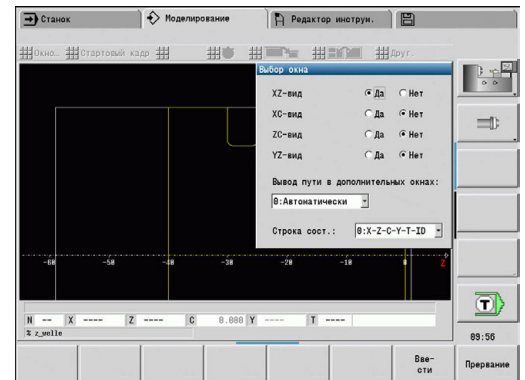 Станок Моделирование Редактор инструм.
Окно… Стартовый кадр Друг.
Выбор окна
XZ-вид Да Нет
XC-вид Да Нет
ZC-вид Да Нет
YZ-вид Да Нет
Вывод пути в дополнительных окнах:
0:Автоматически
Строка сост.: 0:X-Z-C-Y-T-ID
-60 -50 -40 -30 -20 -10 0 Z
T
N -- X ---- Z ---- C 0.000 Y ---- T ----
% z_welle
09:56
Вве-
сти
Прерывание